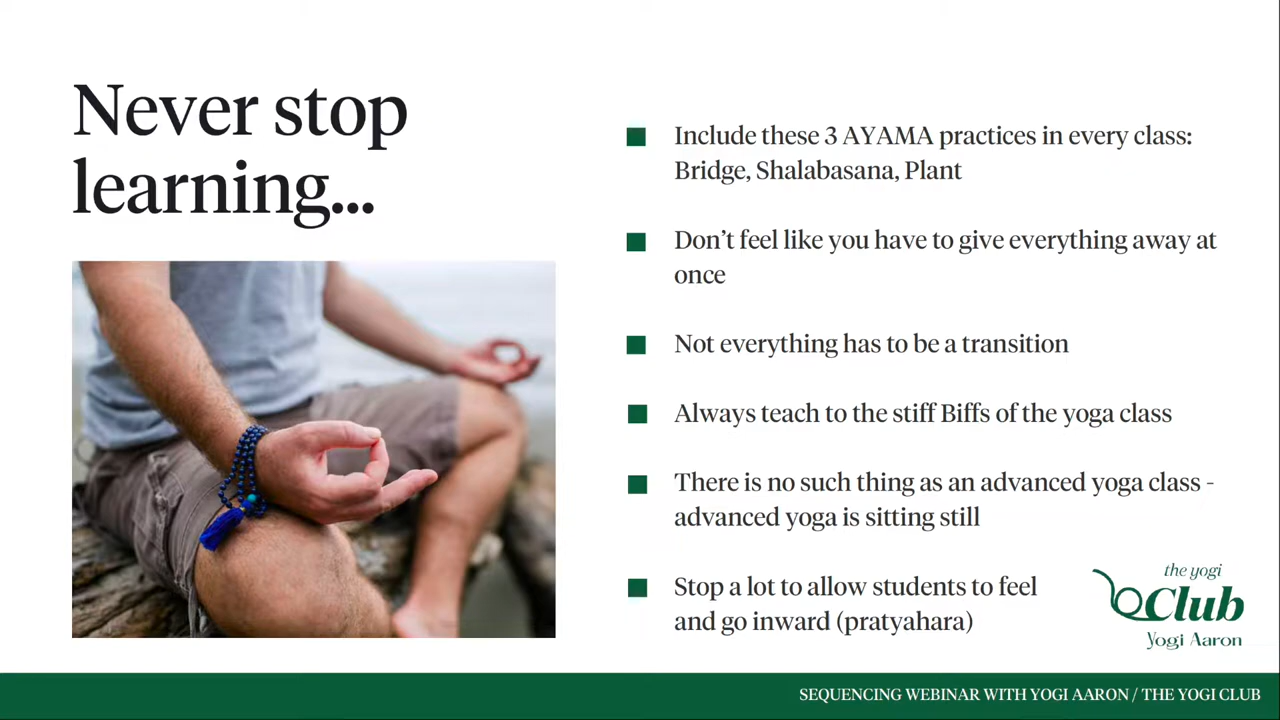 Never stop
learning...
Include these 3 AYAMA practices in every class:
Bridge, Shalabasana, Plant
Don’t feel like you have to give everything away at
once
Not everything has to be a transition
Always teach to the stiff Biffs of the yoga class
There is no such thing as an advanced yoga class -
advanced yoga is sitting still
Stop a lot to allow students to feel
and go inward (pratyahara)
the yogi
Club
Yogi Aaron
SEQUENCING WEBINAR WITH YOGI AARON / THE YOGI CLUB